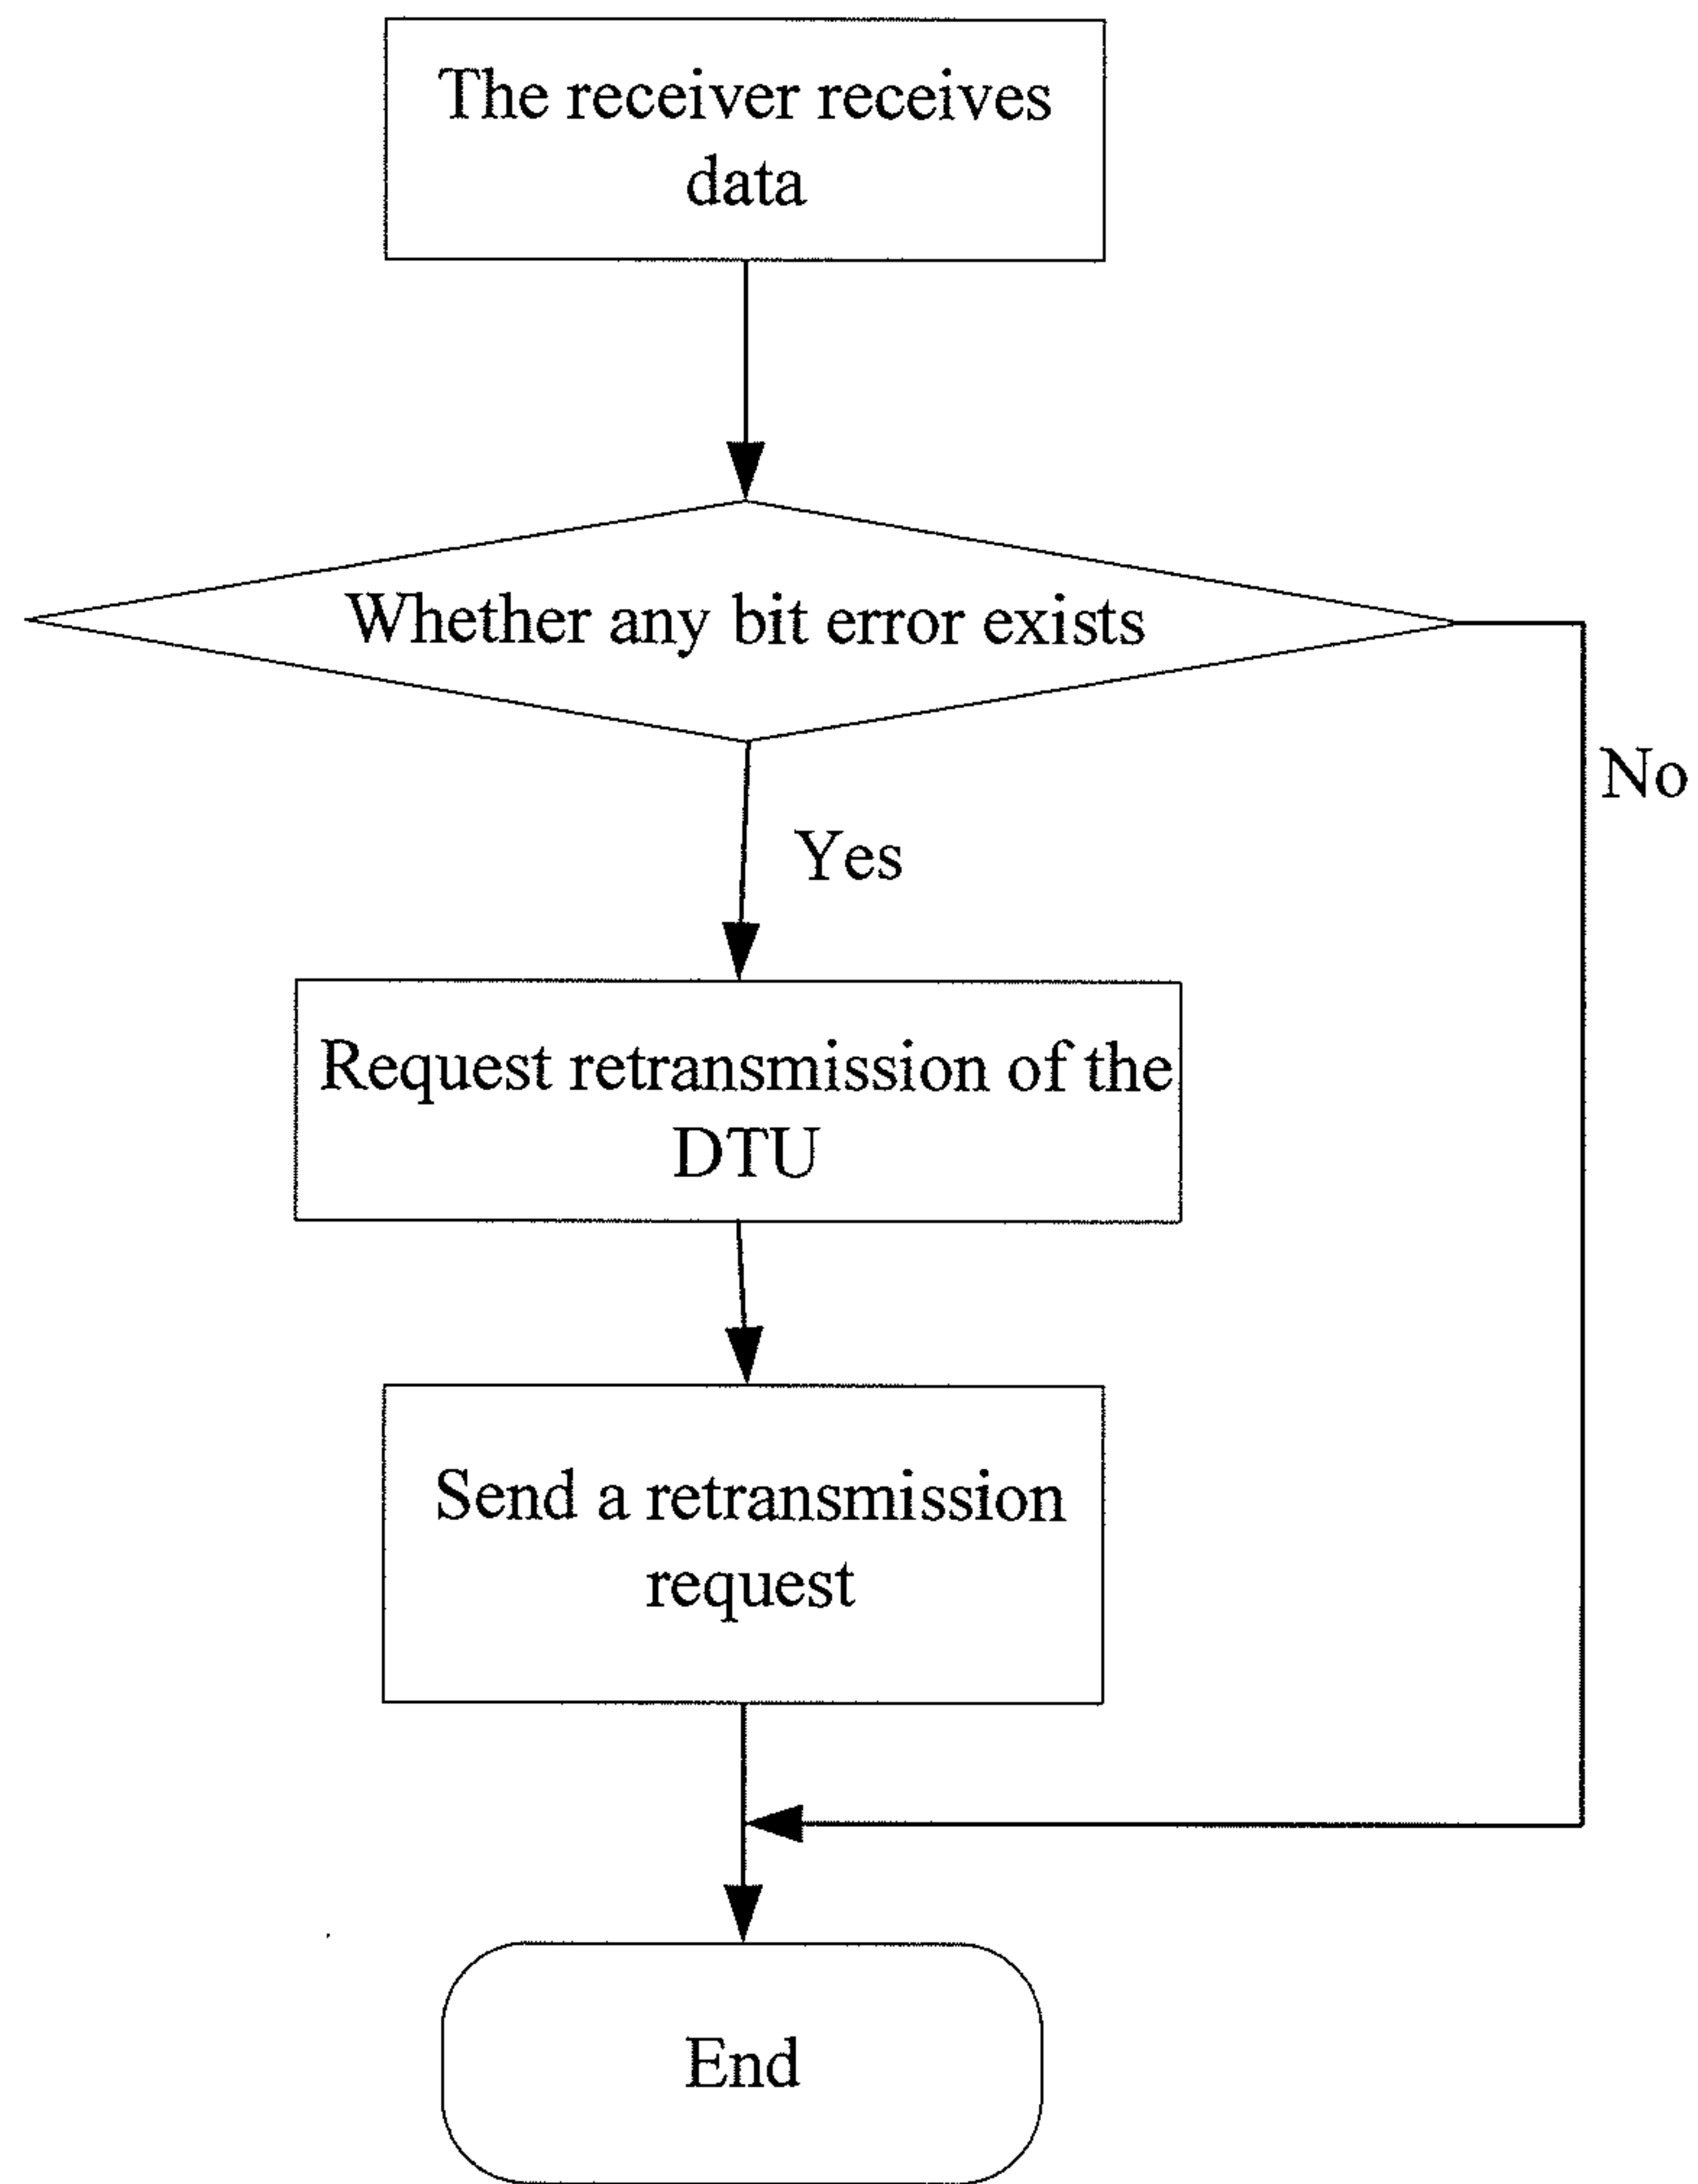 The receiver receives
data
Whether any bit error exists
No
Yes
Request retransmission of the
DTU
Send a retransmission
request
End